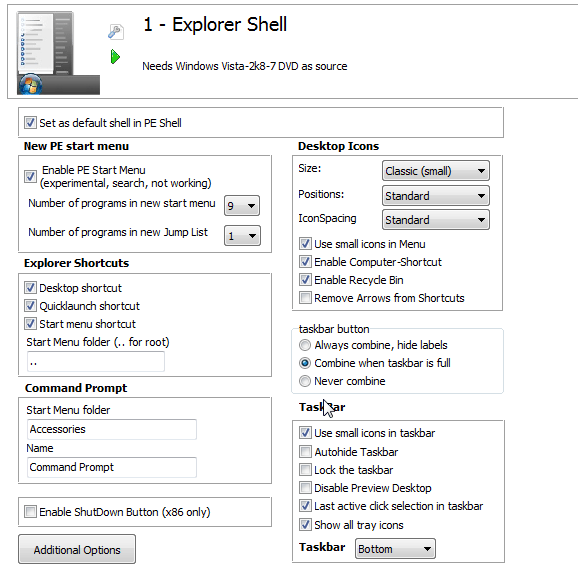 1 - Explorer Shell
Needs Windows Vista-2k8-7 DVD as source
Set as default shell in PE Shell
New PE start menu
Enable PE Start Menu
(experimental, search, not working)
Number of programs in new start menu 9
Number of programs in new Jump List 1
Explorer Shortcuts
Desktop shortcut
Quicklaunch shortcut
Start menu shortcut
Start Menu folder (.. for root)
..
Command Prompt
Start Menu folder
Accessories
Name
Command Prompt
Enable ShutDown Button (x86 only)
Additional Options
Desktop Icons
Size: Classic (small)
Positions: Standard
IconSpacing Standard
Use small icons in Menu
Enable Computer-Shortcut
Enable Recycle Bin
Remove Arrows from Shortcuts
taskbar button
Always combine, hide labels
Combine when taskbar is full
Never combine
TaskBar
Use small icons in taskbar
Autohide Taskbar
Lock the taskbar
Disable Preview Desktop
Last active click selection in taskbar
Show all tray icons
Taskbar Bottom